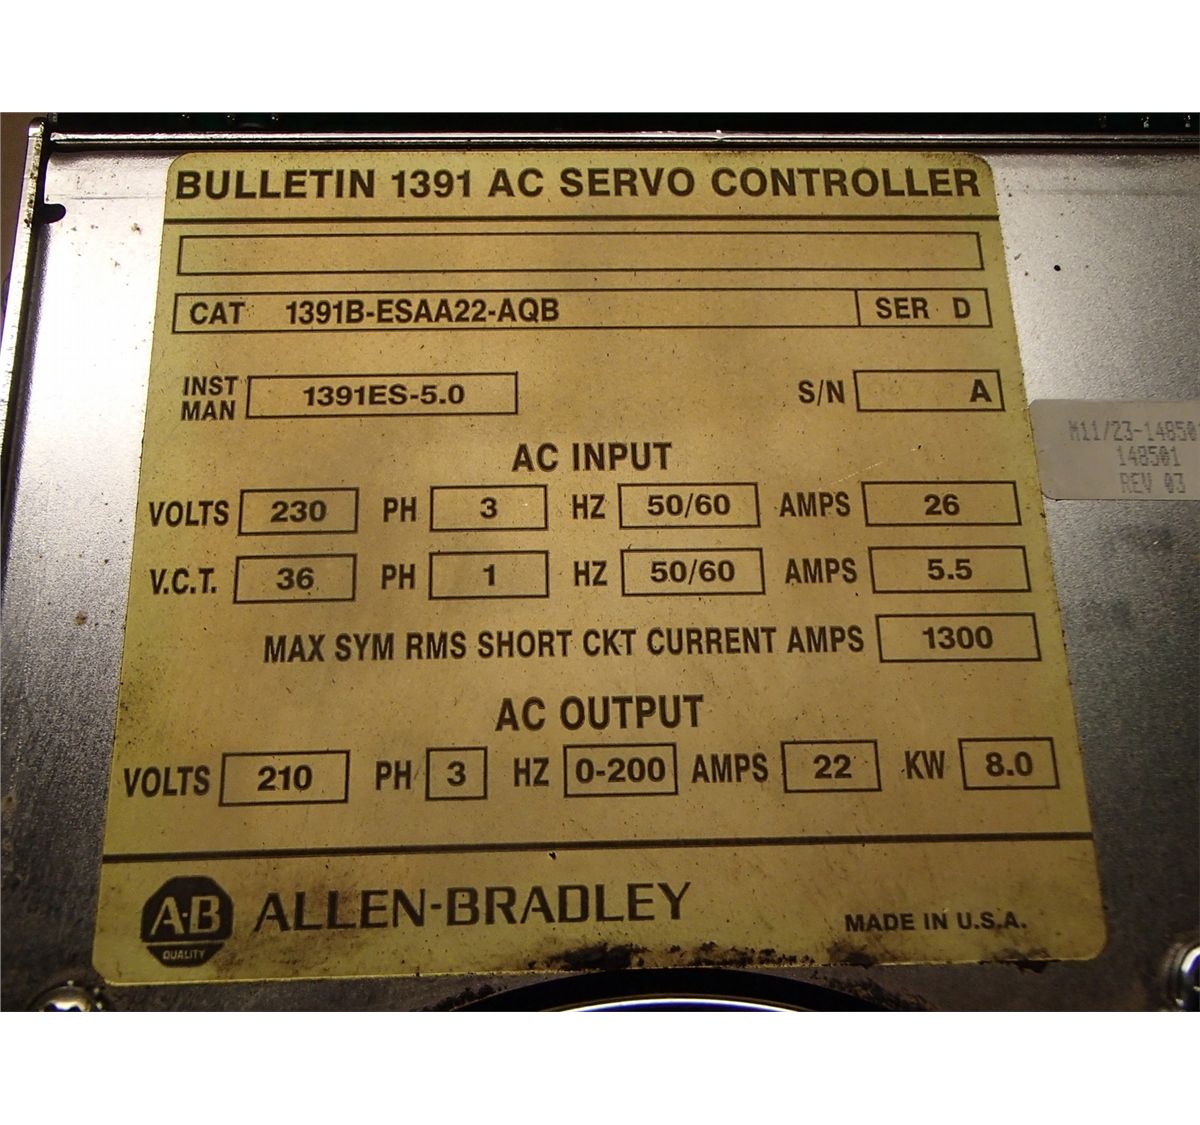 BULLETIN 1391 AC SERVO CONTROLLER
CAT 1391B-ESAA22-AQB SER D
INST MAN 1391ES-5.0 S/N A
M11/23-148501
148501
REV 03
AC INPUT
VOLTS 230 PH 3 HZ 50/60 AMPS 26
V.C.T. 36 PH 1 HZ 50/60 AMPS 5.5
MAX SYM RMS SHORT CKT CURRENT AMPS 1300
AC OUTPUT
VOLTS 210 PH 3 HZ 0-200 AMPS 22 KW 8.0
A-B QUALITY
ALLEN-BRADLEY
MADE IN U.S.A.